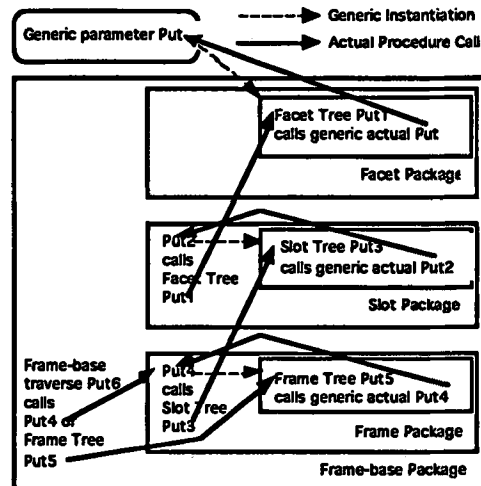 Generic Instantiation
Generic parameter Put
Actual Procedure Call
Facet Tree Put1
calls generic actual Put
Facet Package
Put2
calls
Facet Tree
Put1
Slot Tree Put3
calls generic actual Put2
Slot Package
Frame-base
traverse Put6
calls
Put4 or
Frame Tree
Put5
Put4
calls
Slot Tree
Put3
Frame Tree Put5
calls generic actual Put4
Frame Package
Frame-base Package